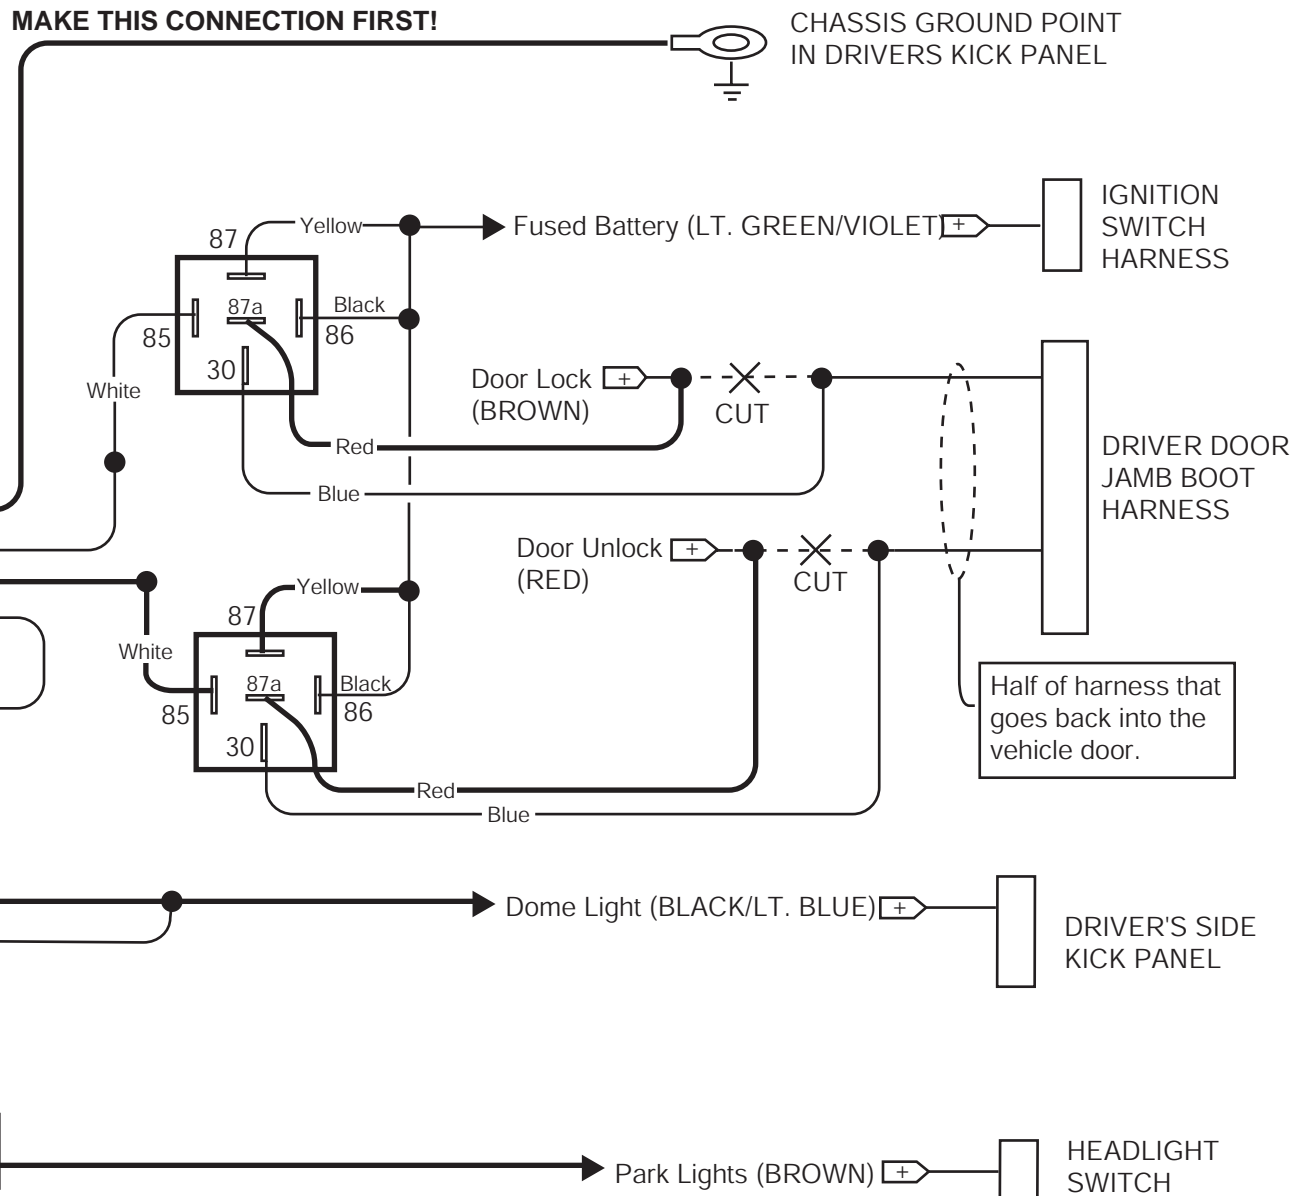 MAKE THIS CONNECTION FIRST!
CHASSIS GROUND POINT
IN DRIVERS KICK PANEL
87
Yellow
Fused Battery (LT. GREEN/VIOLET)
+
IGNITION
SWITCH
HARNESS
87a
Black
85
86
30
White
Door Lock
(BROWN)
+
CUT
Red
Blue
DRIVER DOOR
JAMB BOOT
HARNESS
Door Unlock
(RED)
+
CUT
Yellow
87
White
87a
Black
85
86
30
Half of harness that
goes back into the
vehicle door.
Red
Blue
Dome Light (BLACK/LT. BLUE)
+
DRIVER'S SIDE
KICK PANEL
Park Lights (BROWN)
+
HEADLIGHT
SWITCH